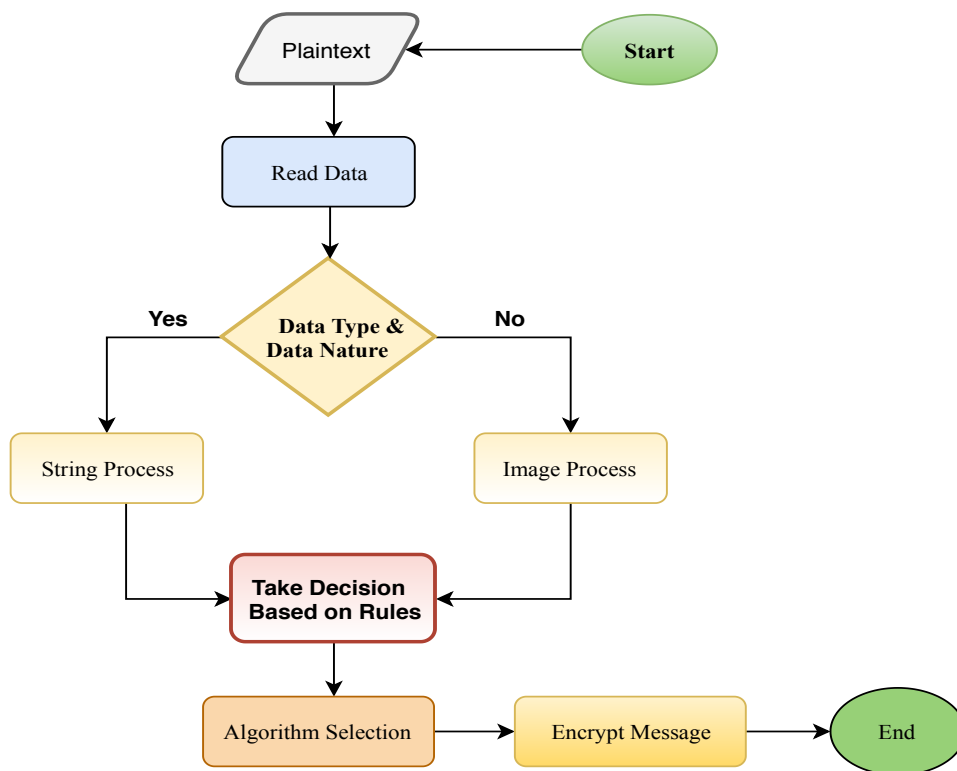 Plaintext
Start
Read Data
Yes
Data Type &
Data Nature
No
String Process
Image Process
Take Decision
Based on Rules
Algorithm Selection
Encrypt Message
End